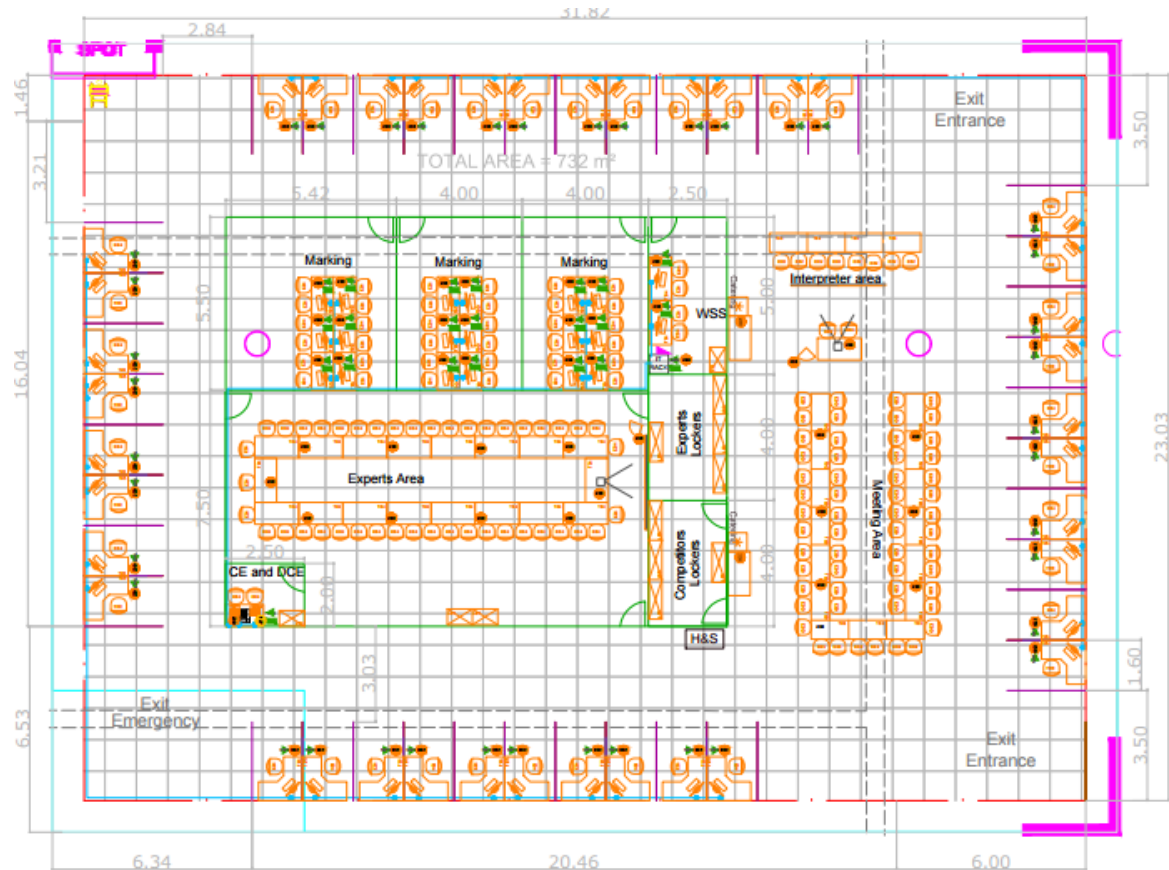 31.82
2.84
SPOT
1.46
Exit
Entrance
3.50
3.21
TOTAL AREA = 732 m²
5.42
4.00
4.00
2.50
Marking
Marking
Marking
Interpreter area
5.50
WSS
5.00
IT
RACK
16.04
23.03
Experts
Lockers
4.00
Experts Area
7.50
Meeting Area
2.50
CE and DCE
2.00
Competitors
Lockers
4.00
H&S
3.03
1.60
Exit
Emergency
6.53
Exit
Entrance
3.50
6.34
20.46
6.00